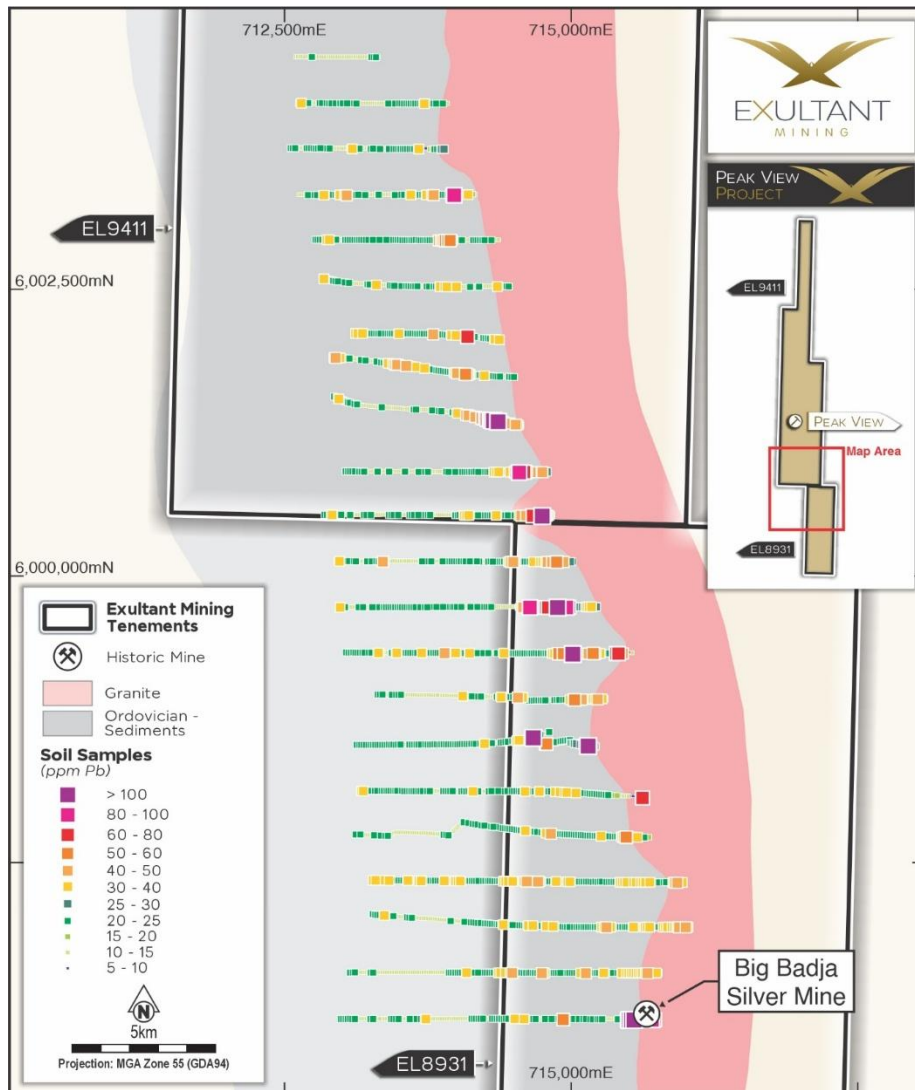 712,500mE
715,000mE
EXULTANT
MINING
PEAK VIEW
PROJECT
EL9411
EL9411
6,002,500mN
PEAK VIEW
Map Area
EL8931
6,000,000mN
Exultant Mining
Tenements
Historic Mine
Granite
Ordovician -
Sediments
Soil Samples
(ppm Pb)
> 100
80 - 100
60 - 80
50 - 60
40 - 50
30 - 40
25 - 30
20 - 25
15 - 20
10 - 15
5 - 10
N
5km
Projection: MGA Zone 55 (GDA94)
Big Badja
Silver Mine
EL8931
715,000mE